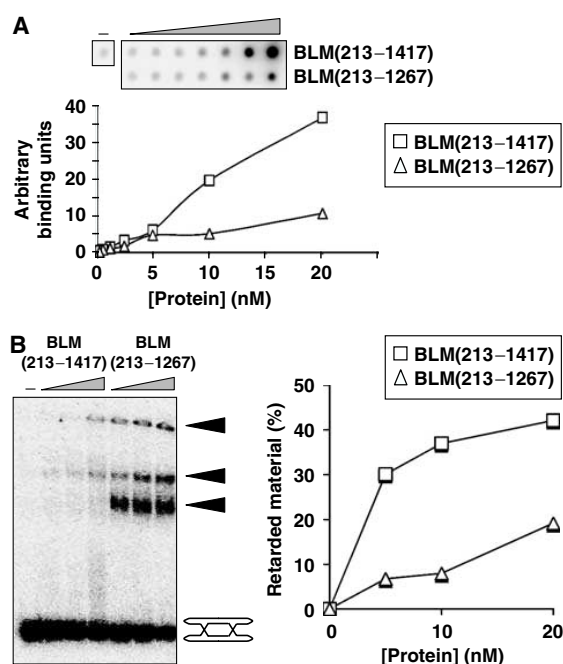 A
–
BLM(213–1417)
BLM(213–1267)
Arbitrary
binding units
40
30
20
10
0
0
5
10
15
20
[Protein] (nM)
BLM(213–1417)
BLM(213–1267)
B
BLM
(213–1417)
BLM
(213–1267)
–
BLM(213–1417)
BLM(213–1267)
Retarded material (%)
50
40
30
20
10
0
0
10
20
[Protein] (nM)